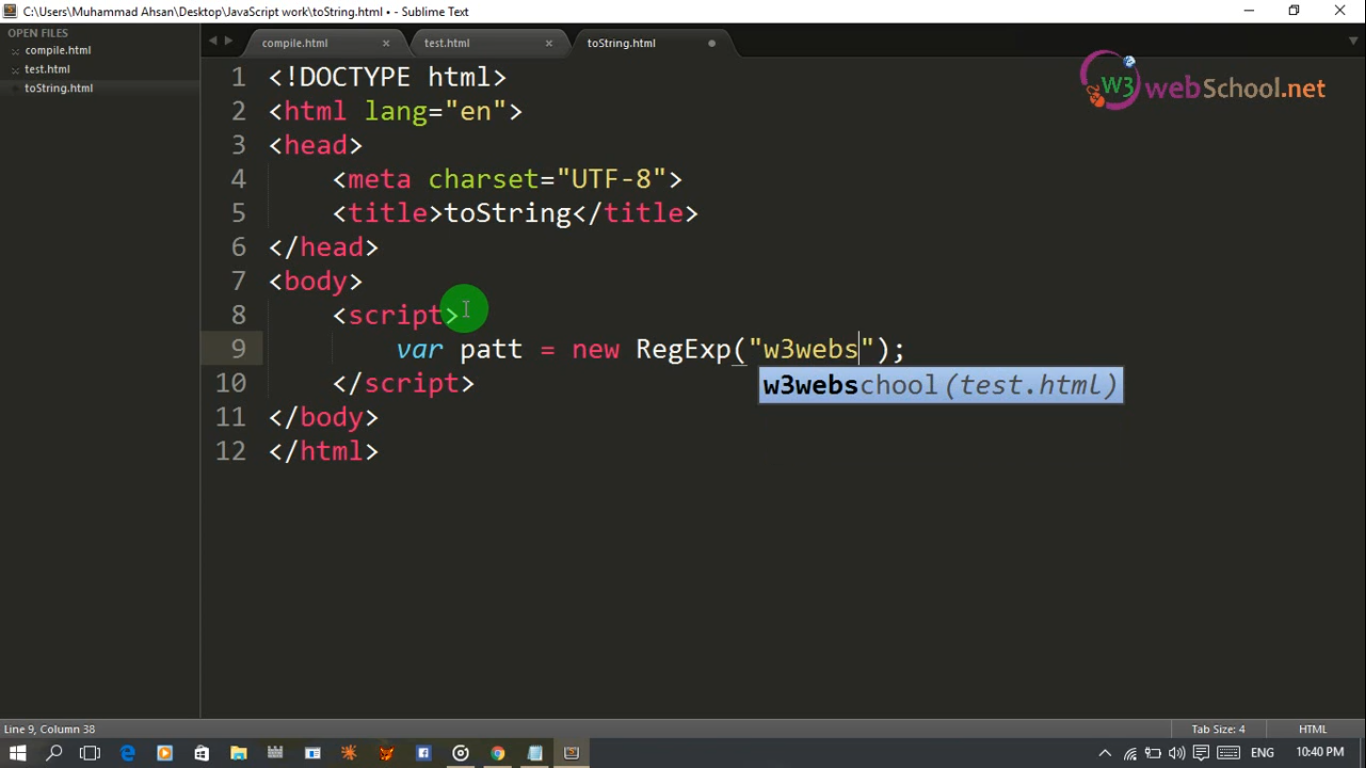 C:\Users\Muhammad Ahsan\Desktop\JavaScript work\toString.html • - Sublime Text
OPEN FILES
compile.html
test.html
toString.html
compile.html × test.html × toString.html
W3 webSchool.net
1 <!DOCTYPE html>
2 <html lang="en">
3 <head>
4 <meta charset="UTF-8">
5 <title>toString</title>
6 </head>
7 <body>
8 <script>
9 var patt = new RegExp("w3webs");
w3webschool(test.html)
10 </script>
11 </body>
12 </html>
Line 9, Column 38 Tab Size: 4 HTML
ENG 10:40 PM